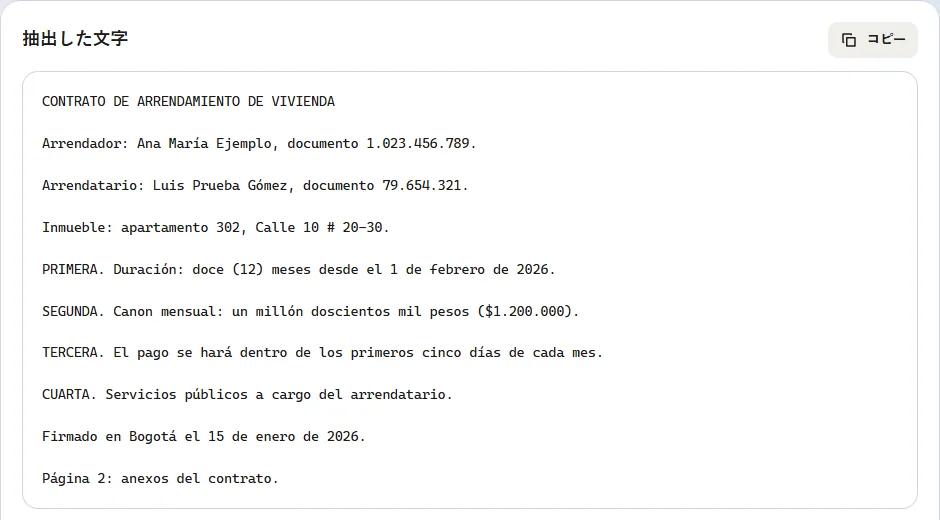 抽出した文字
コピー
CONTRATO DE ARRENDAMIENTO DE VIVIENDA
Arrendador: Ana María Ejemplo, documento 1.023.456.789.
Arrendatario: Luis Prueba Gómez, documento 79.654.321.
Inmueble: apartamento 302, Calle 10 # 20-30.
PRIMERA. Duración: doce (12) meses desde el 1 de febrero de 2026.
SEGUNDA. Canon mensual: un millón doscientos mil pesos ($1.200.000).
TERCERA. El pago se hará dentro de los primeros cinco días de cada mes.
CUARTA. Servicios públicos a cargo del arrendatario.
Firmado en Bogotá el 15 de enero de 2026.
Página 2: anexos del contrato.